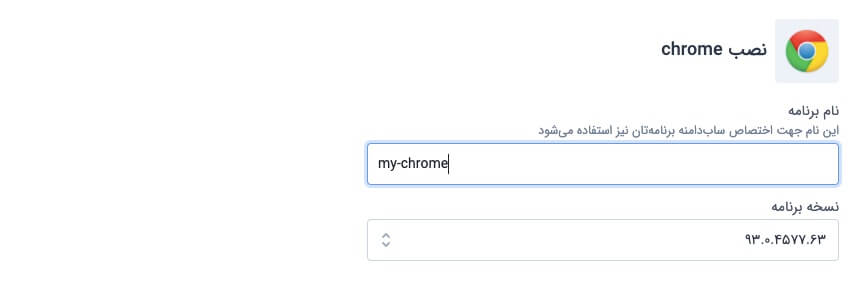 نصب chrome
نام برنامه
این نام جهت اختصاص ساب‌دامنه برنامه‌تان نیز استفاده می‌شود
my-chrome
نسخه برنامه
۹۳.۰.۴۵۷۷.۶۳